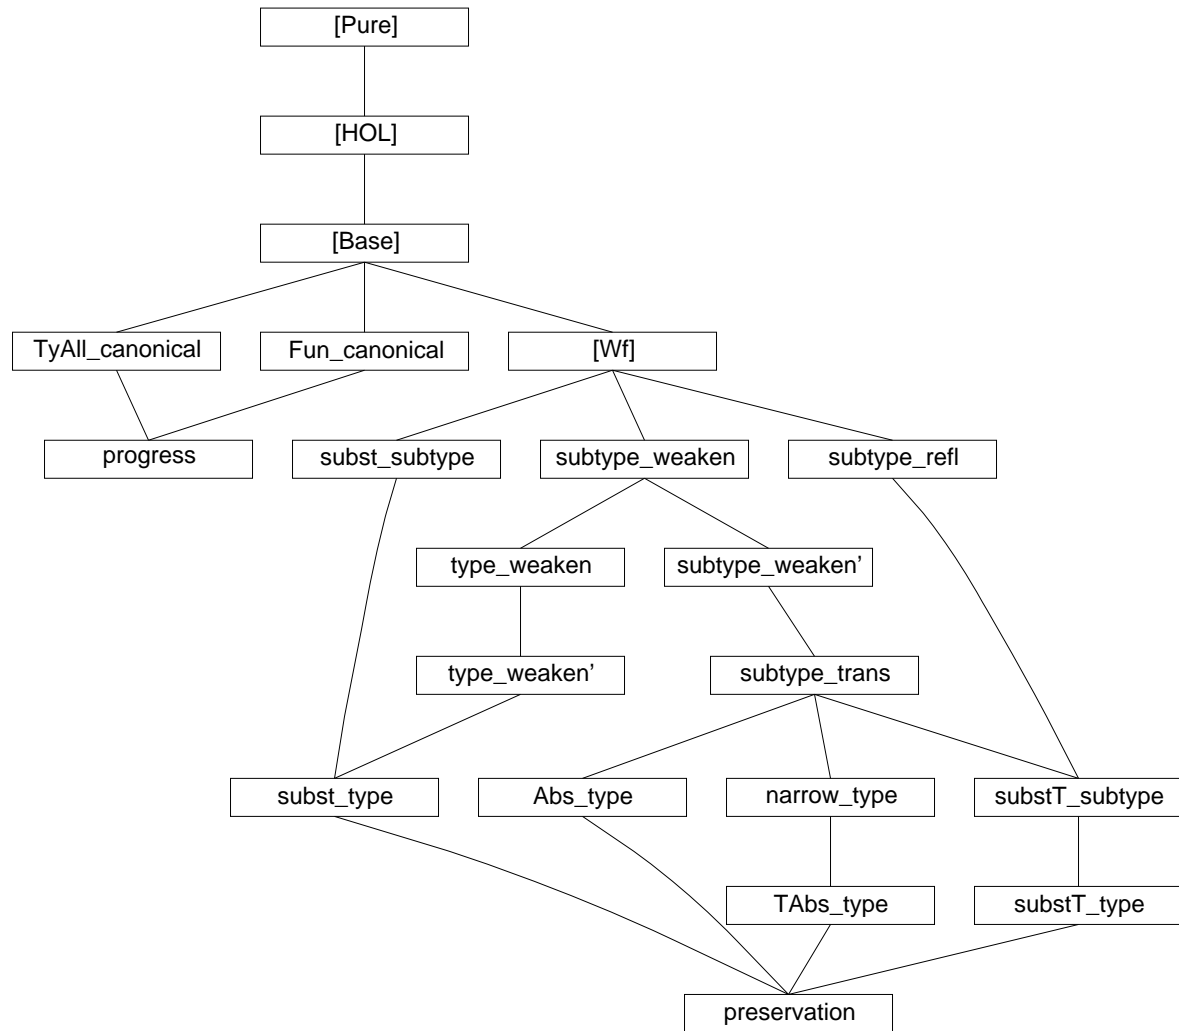 [Pure]
[HOL]
[Base]
TyAll_canonical
Fun_canonical
[Wf]
progress
subst_subtype
subtype_weaken
subtype_refl
type_weaken
subtype_weaken’
type_weaken’
subtype_trans
subst_type
Abs_type
narrow_type
substT_subtype
TAbs_type
substT_type
preservation